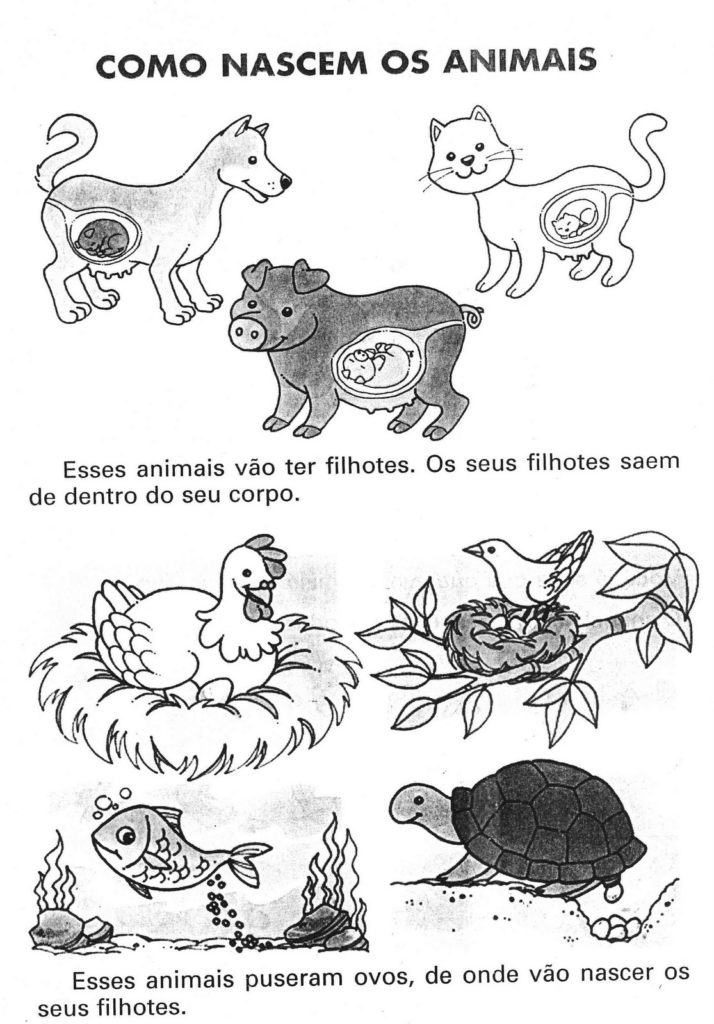 COMO NASCEM OS ANIMAIS
Esses animais vão ter filhotes. Os seus filhotes saem
de dentro do seu corpo.
Esses animais puseram ovos, de onde vão nascer os
seus filhotes.